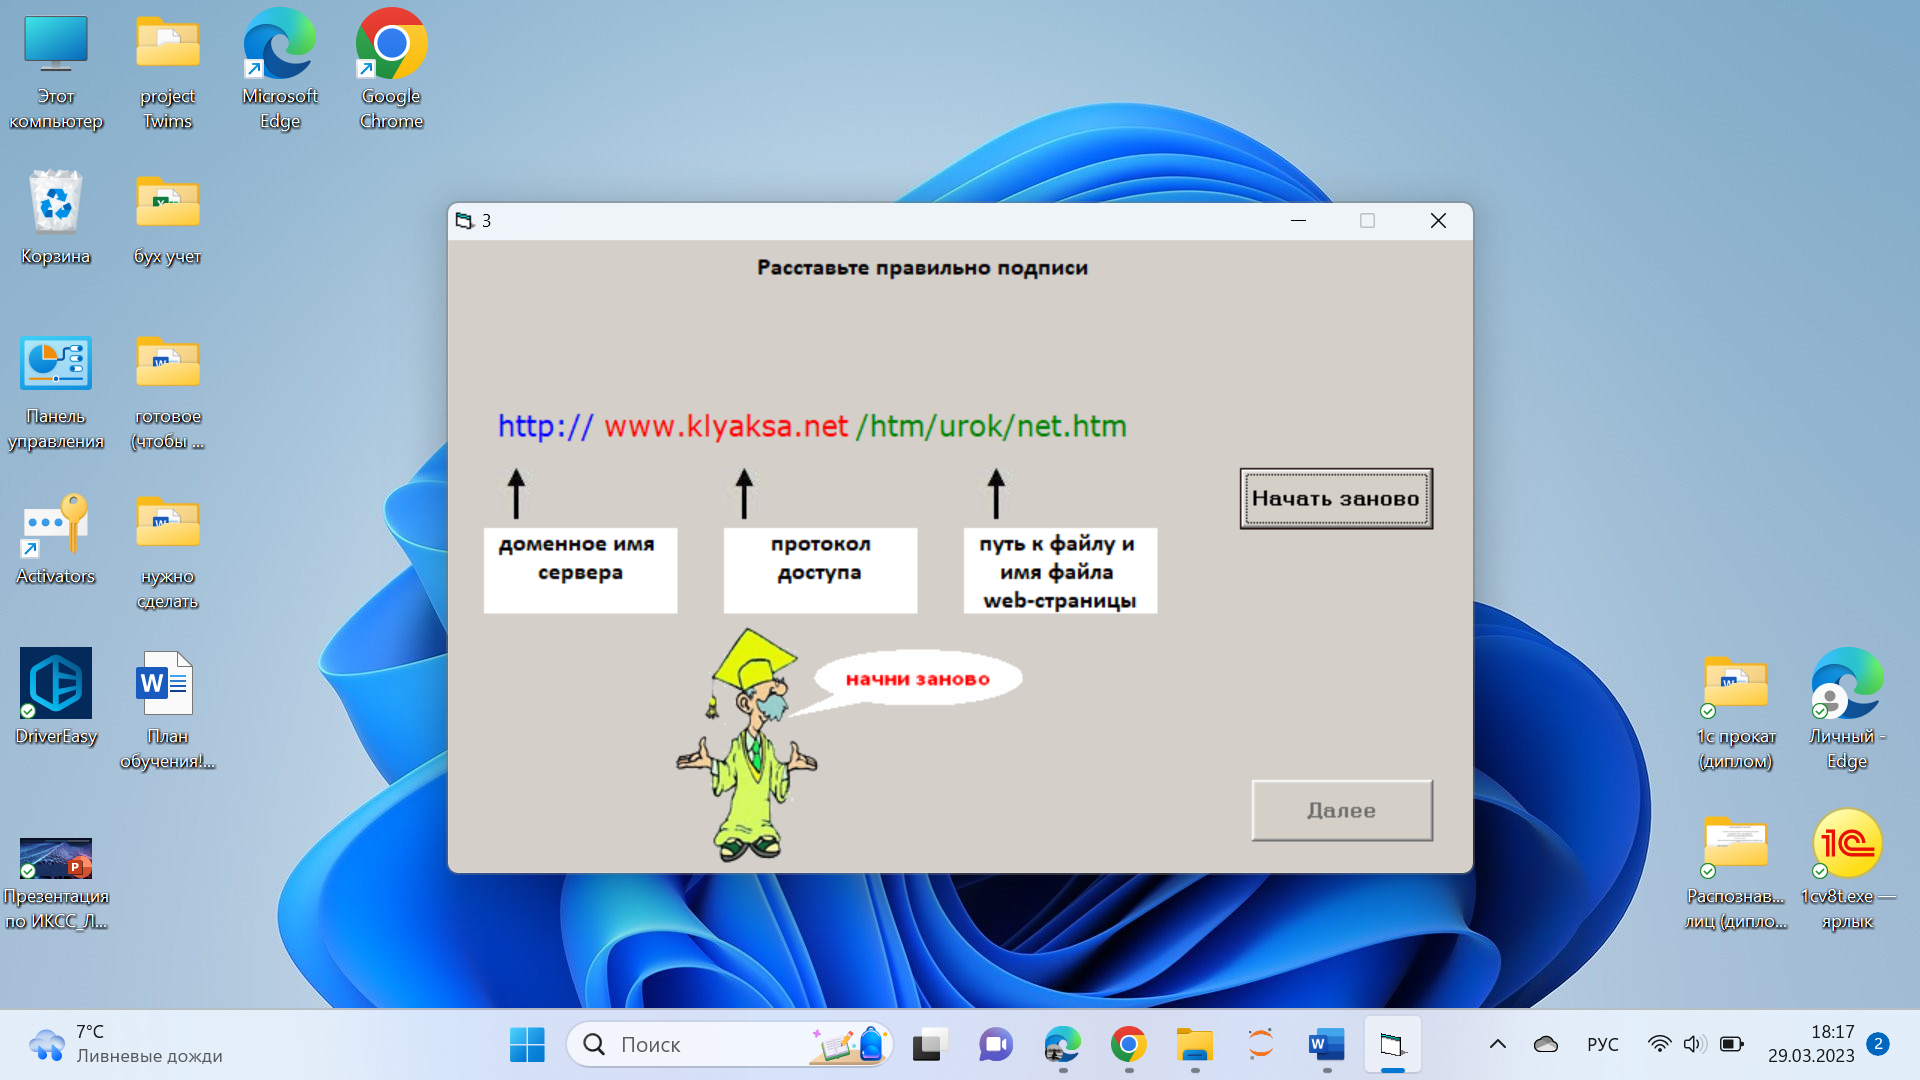 Этот
компьютер
project
Twims
Microsoft
Edge
Google
Chrome
Корзина
бух учет
Панель
управления
готовое
(чтобы ...
Activators
нужно
сделать
DriverEasy
План
обучения!...
Презентация
по ИКСС_Л...
3
Расставьте правильно подписи
http:// www.klyaksa.net /htm/urok/net.htm
доменное имя
сервера
протокол
доступа
путь к файлу и
имя файла
web-страницы
Начать заново
начни заново
Далее
1с прокат
(диплом)
Личный -
Edge
Распознав...
лиц (дипло...
1cv8t.exe —
ярлык
7°C
Ливневые дожди
Поиск
РУС
18:17
29.03.2023
2